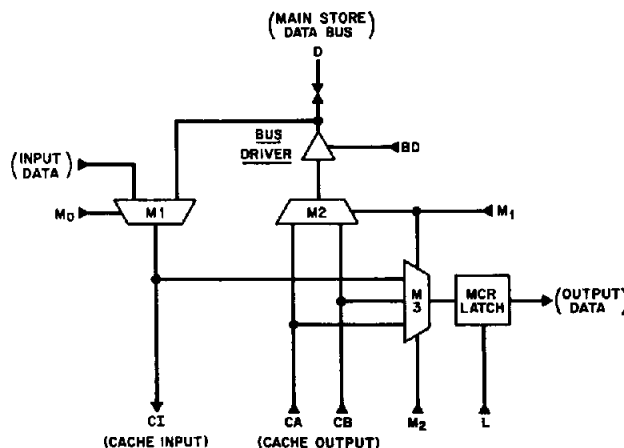 (MAIN STORE
DATA BUS)
D
BUS
DRIVER
BD
(INPUT
DATA)
M0
M1
M2
M1
M
3
MCR
LATCH
(OUTPUT
DATA)
CI
(CACHE INPUT)
CA
CB
(CACHE OUTPUT)
M2
L